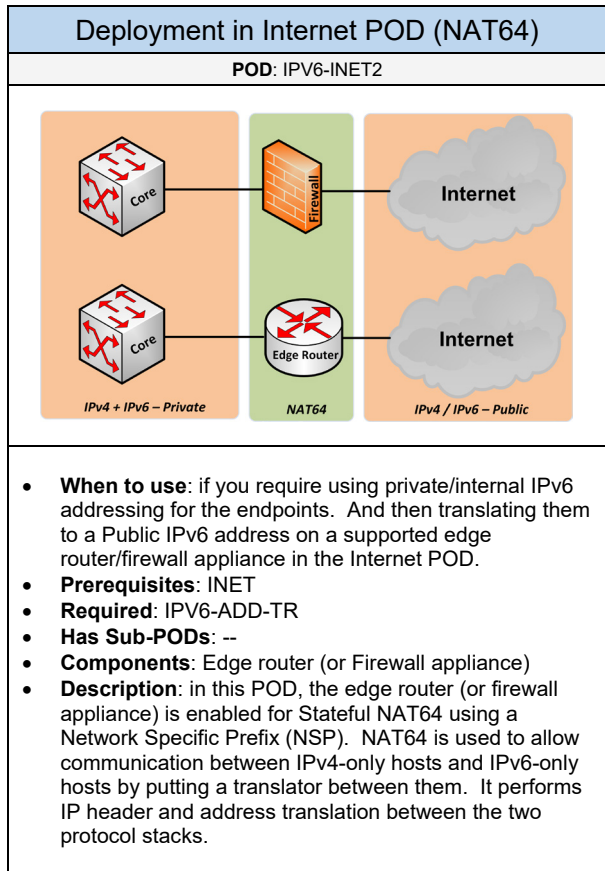 Deployment in Internet POD (NAT64)
POD: IPV6-INET2
Core
Firewall
Internet
Core
Edge Router
Internet
IPv4 + IPv6 – Private
NAT64
IPv4 / IPv6 – Public
• When to use: if you require using private/internal IPv6
addressing for the endpoints.  And then translating them
to a Public IPv6 address on a supported edge
router/firewall appliance in the Internet POD.
• Prerequisites: INET
• Required: IPV6-ADD-TR
• Has Sub-PODs: --
• Components: Edge router (or Firewall appliance)
• Description: in this POD, the edge router (or firewall
appliance) is enabled for Stateful NAT64 using a
Network Specific Prefix (NSP).  NAT64 is used to allow
communication between IPv4-only hosts and IPv6-only
hosts by putting a translator between them.  It performs
IP header and address translation between the two
protocol stacks.